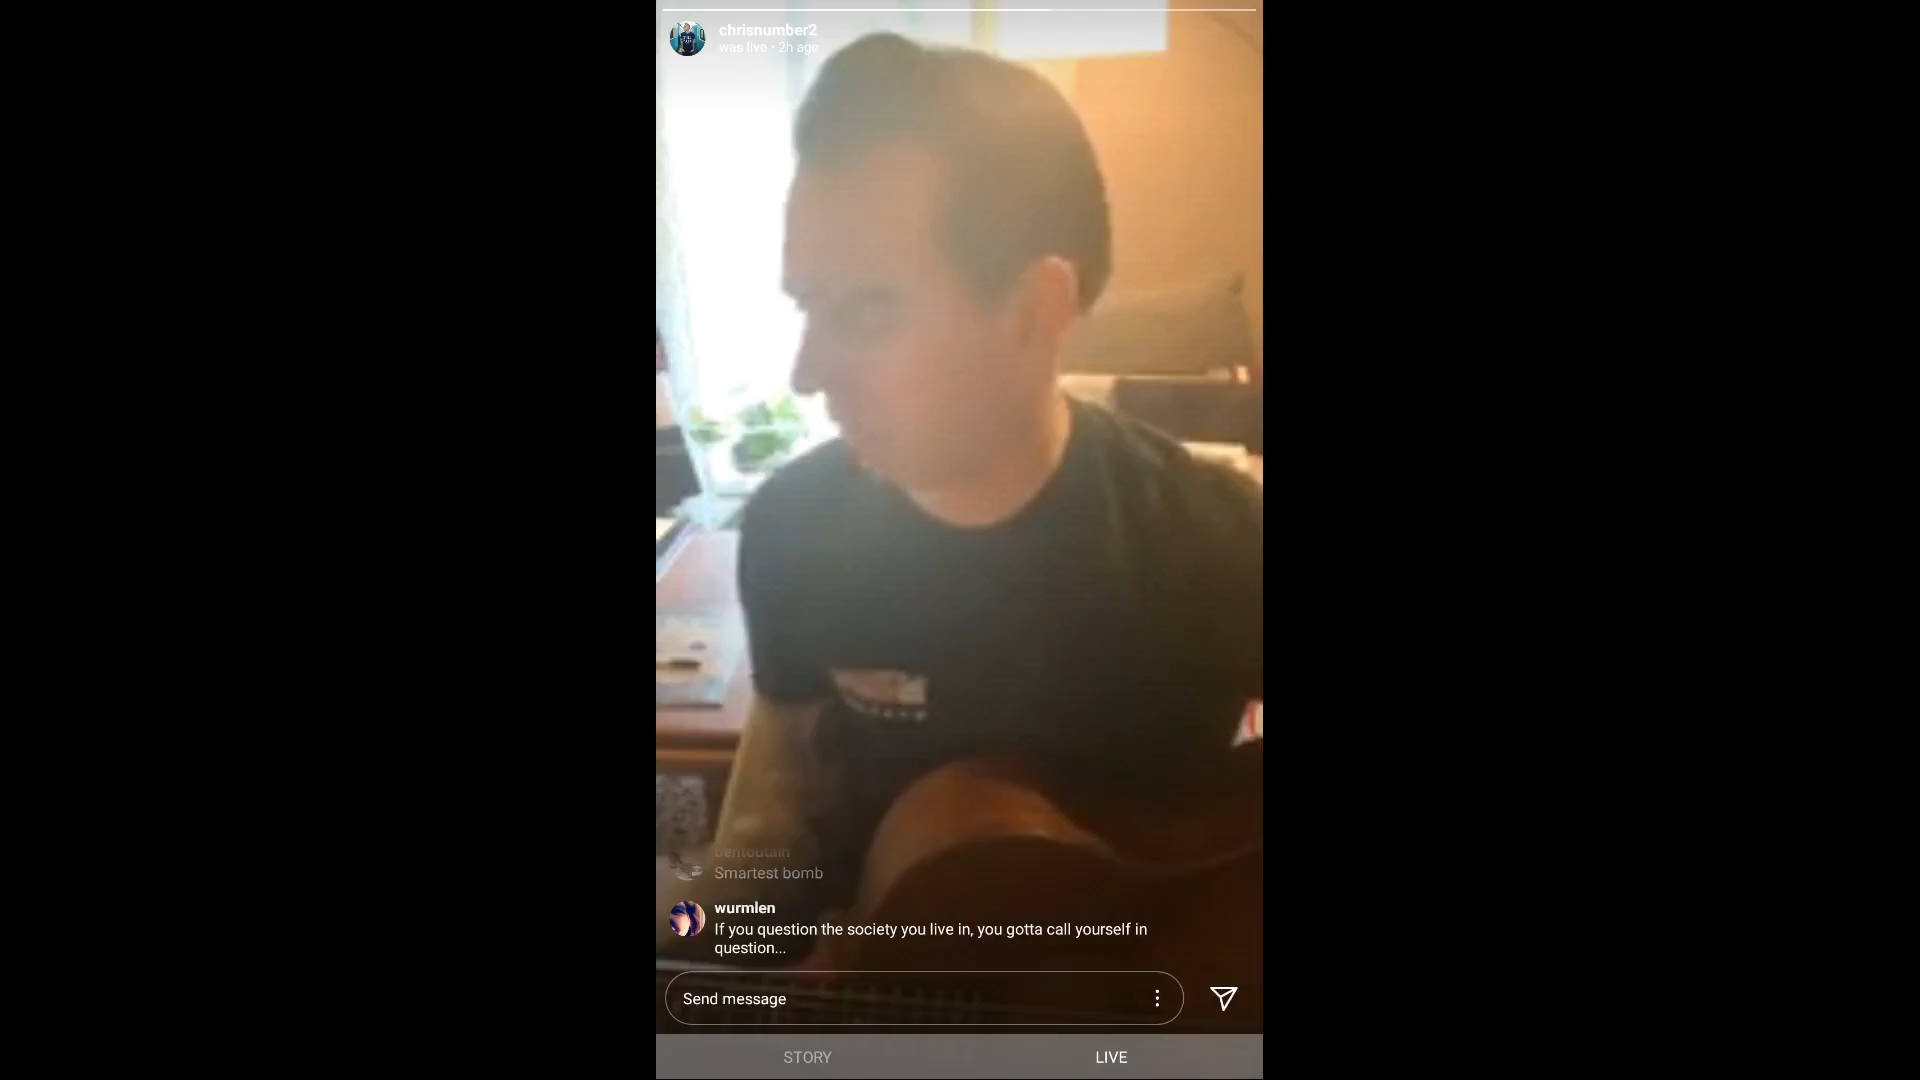 chrisnumber2
was live • 2h ago
bentoutain
Smartest bomb
wurmlen
If you question the society you live in, you gotta call yourself in
question...
Send message
STORY
LIVE